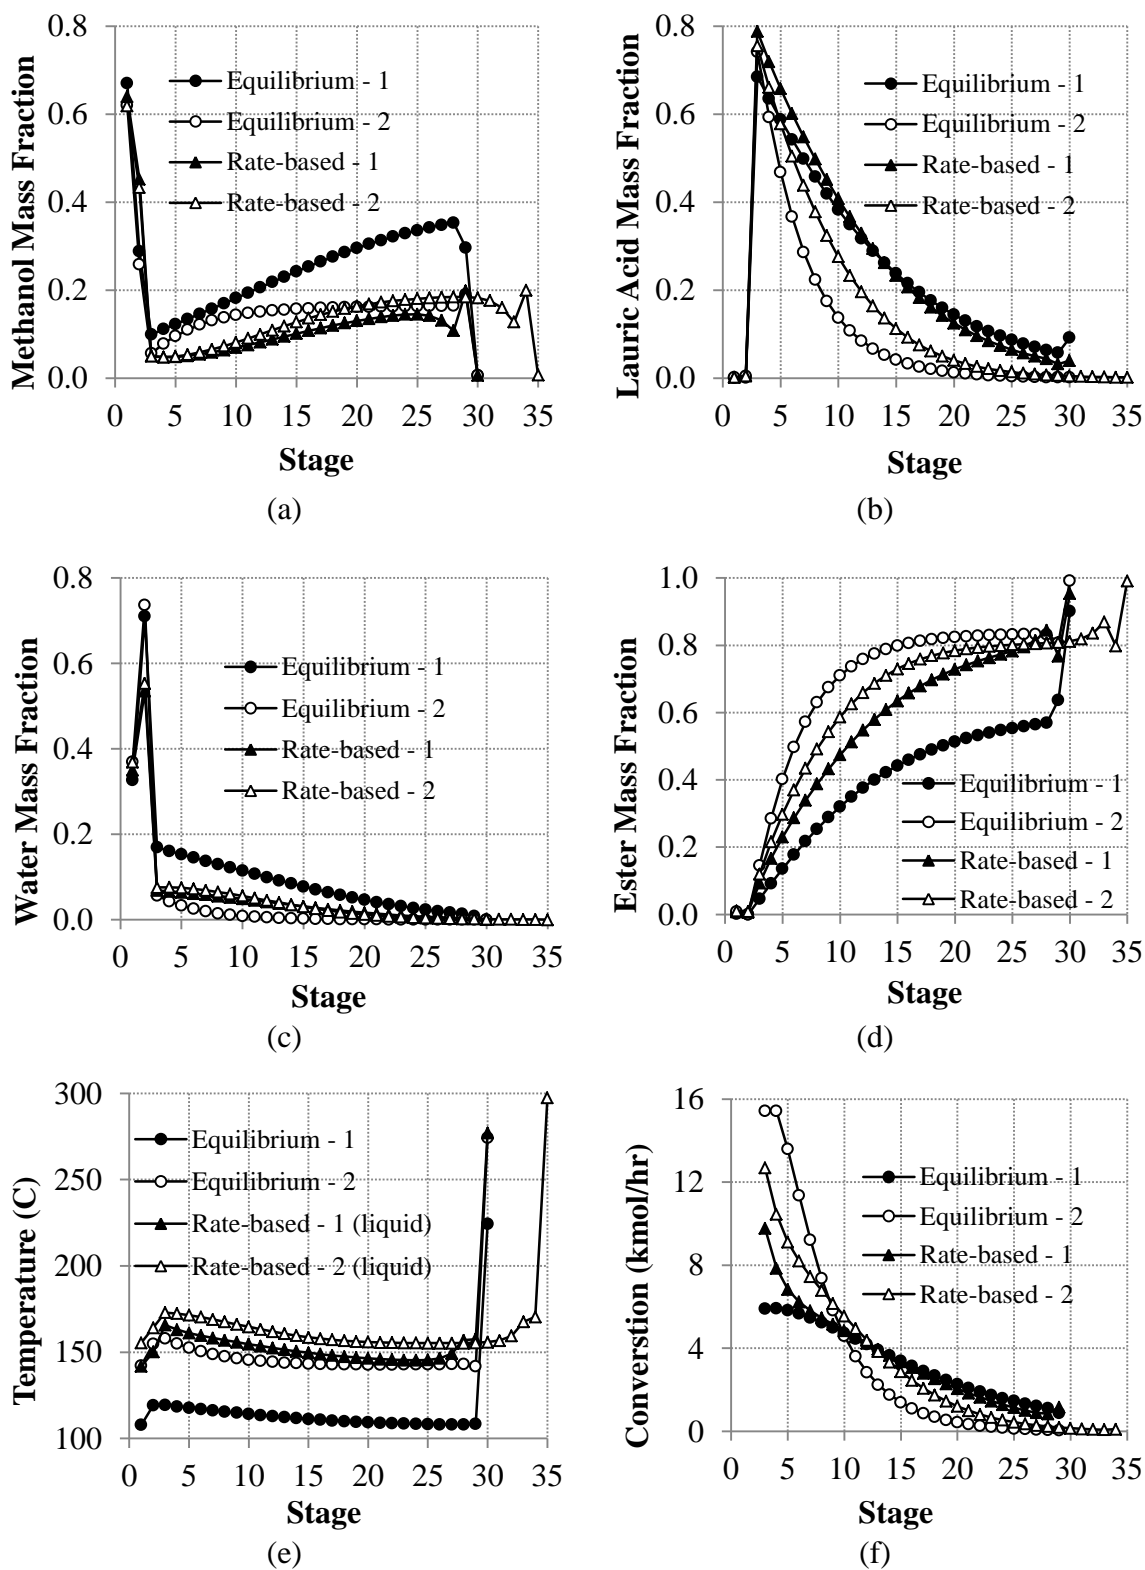 0.8
0.6
0.4
0.2
0.0
Methanol Mass Fraction
Equilibrium - 1
Equilibrium - 2
Rate-based - 1
Rate-based - 2
0 5 10 15 20 25 30 35
Stage
(a)
0.8
0.6
0.4
0.2
0.0
Lauric Acid Mass Fraction
Equilibrium - 1
Equilibrium - 2
Rate-based - 1
Rate-based - 2
0 5 10 15 20 25 30 35
Stage
(b)
0.8
0.6
0.4
0.2
0.0
Water Mass Fraction
Equilibrium - 1
Equilibrium - 2
Rate-based - 1
Rate-based - 2
0 5 10 15 20 25 30 35
Stage
(c)
1.0
0.8
0.6
0.4
0.2
0.0
Ester Mass Fraction
Equilibrium - 1
Equilibrium - 2
Rate-based - 1
Rate-based - 2
0 5 10 15 20 25 30 35
Stage
(d)
300
250
200
150
100
Temperature (C)
Equilibrium - 1
Equilibrium - 2
Rate-based - 1 (liquid)
Rate-based - 2 (liquid)
0 5 10 15 20 25 30 35
Stage
(e)
16
12
8
4
0
Converstion (kmol/hr)
Equilibrium - 1
Equilibrium - 2
Rate-based - 1
Rate-based - 2
0 5 10 15 20 25 30 35
Stage
(f)